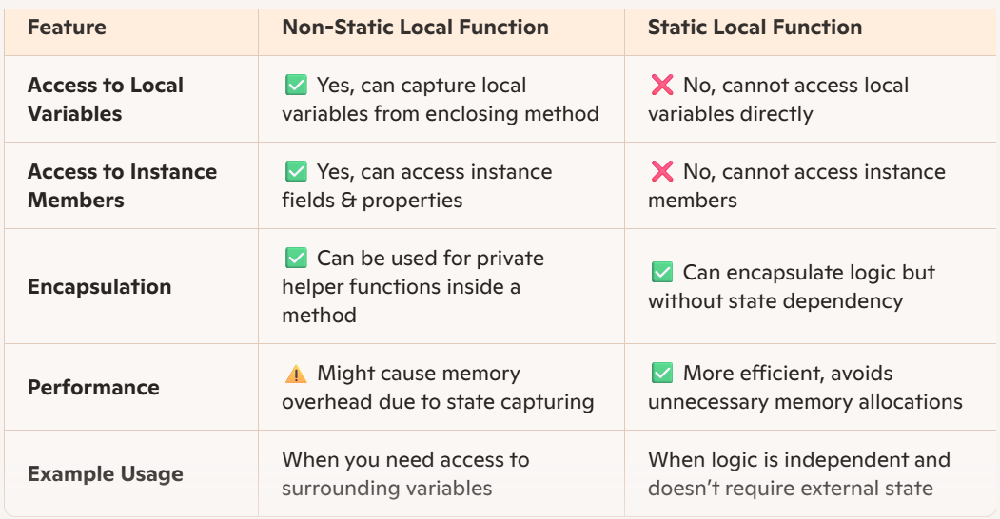 Feature Non-Static Local Function Static Local Function
Access to Local
Variables
✅ Yes, can capture local
variables from enclosing method
❌ No, cannot access local
variables directly
Access to Instance
Members
✅ Yes, can access instance
fields & properties
❌ No, cannot access instance
members
Encapsulation
✅ Can be used for private
helper functions inside a
method
✅ Can encapsulate logic but
without state dependency
Performance
⚠️ Might cause memory
overhead due to state capturing
✅ More efficient, avoids
unnecessary memory allocations
Example Usage
When you need access to
surrounding variables
When logic is independent and
doesn’t require external state